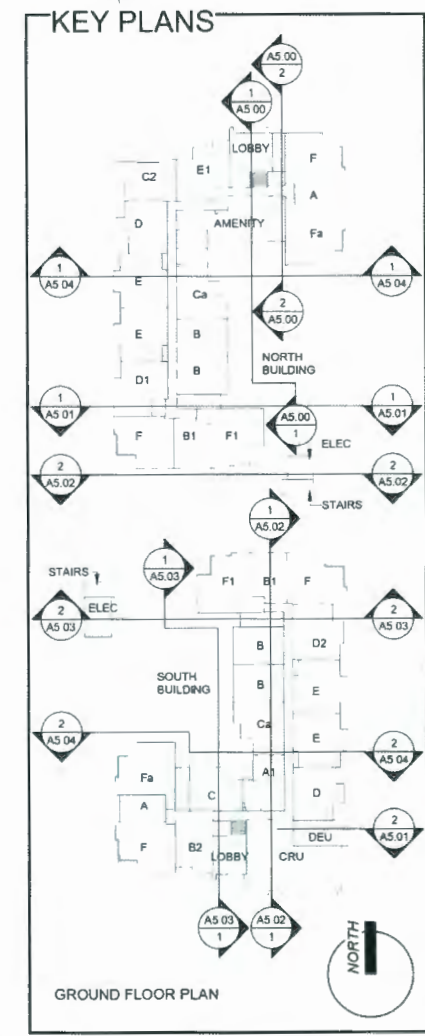 KEY PLANS
A5.00
2
1
A5.00
LOBBY
C2
E1
F
A
D
AMENITY
Fa
1
A5.04
1
A5.04
E
Ca
2
A5.00
E
B
NORTH
BUILDING
B
D1
1
A5.01
1
A5.01
A5.00
1
F
B1
F1
ELEC
2
A5.02
2
A5.02
STAIRS
1
A5.02
1
A5.03
STAIRS
F1
B1
F
ELEC
2
A5.03
2
A5.03
B
D2
SOUTH
BUILDING
B
E
Ca
2
A5.04
E
2
A5.04
Fa
A1
C
D
A
F
B2
LOBBY
CRU
DEU
2
A5.01
A5.03
1
A5.02
1
NORTH
GROUND FLOOR PLAN